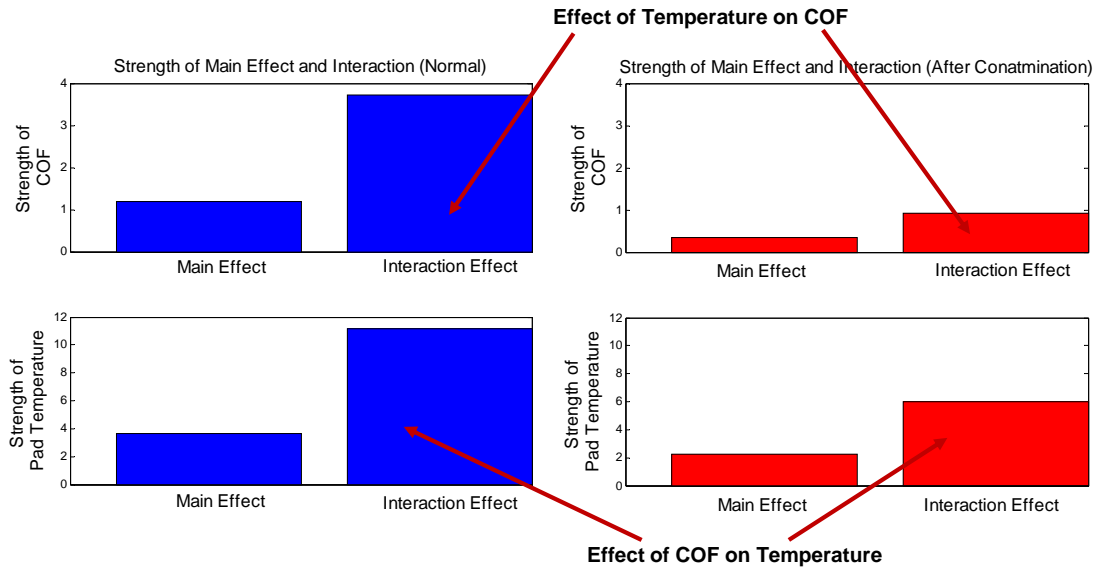 Effect of Temperature on COF
Strength of Main Effect and Interaction (Normal)
4
3
2
1
0
Strength of
COF
Main Effect
Interaction Effect
Strength of Main Effect and Interaction (After Conatmination)
4
3
2
1
0
Strength of
COF
Main Effect
Interaction Effect
12
10
8
6
4
2
0
Strength of
Pad Temperature
Main Effect
Interaction Effect
12
10
8
6
4
2
0
Strength of
Pad Temperature
Main Effect
Interaction Effect
Effect of COF on Temperature